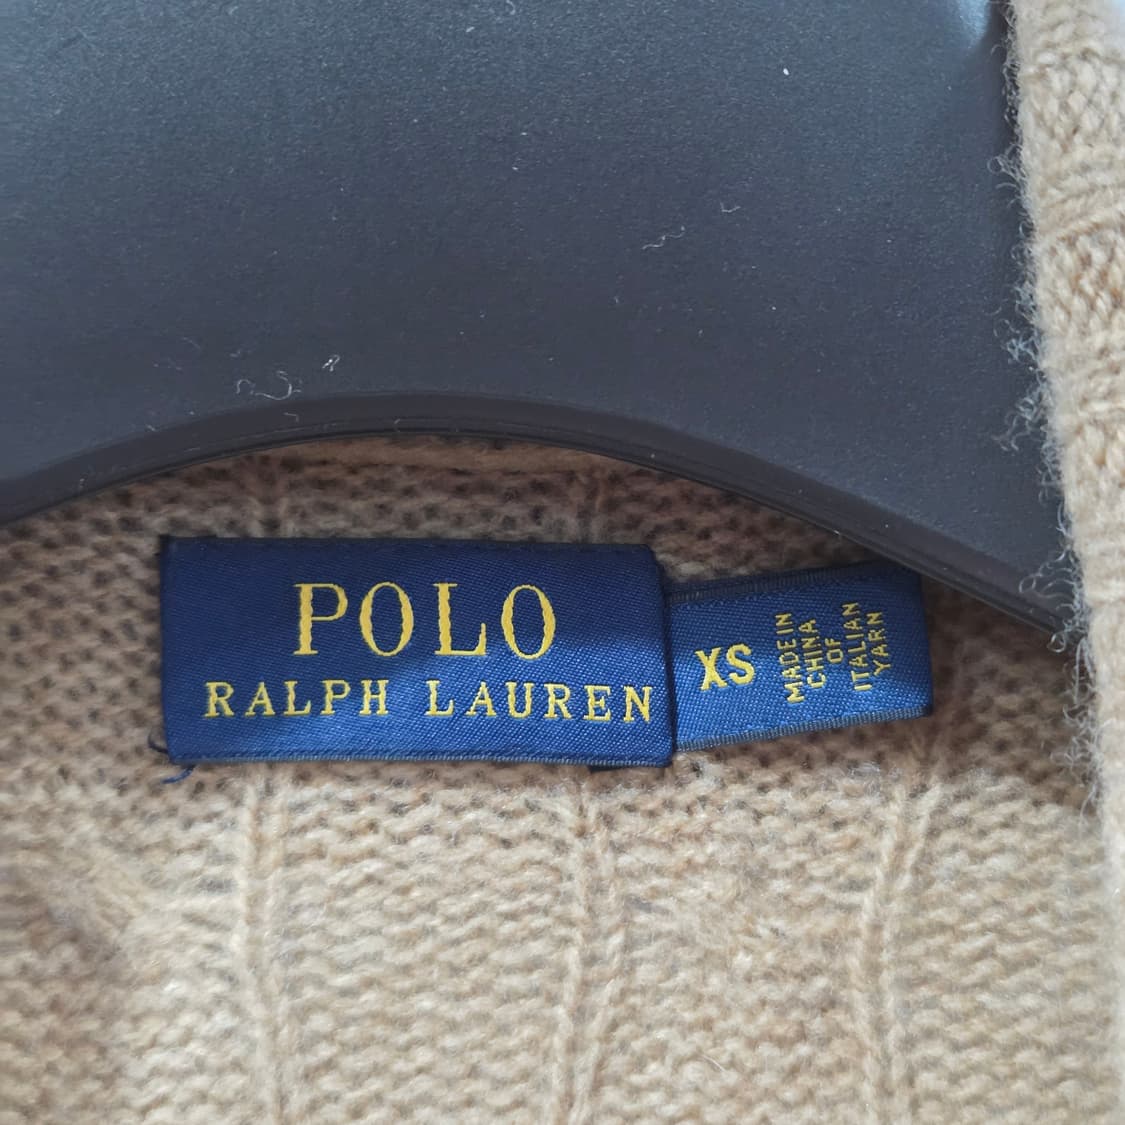 POLO
RALPH LAUREN
XS
MADE IN
CHINA
OF
ITALIAN
YARN